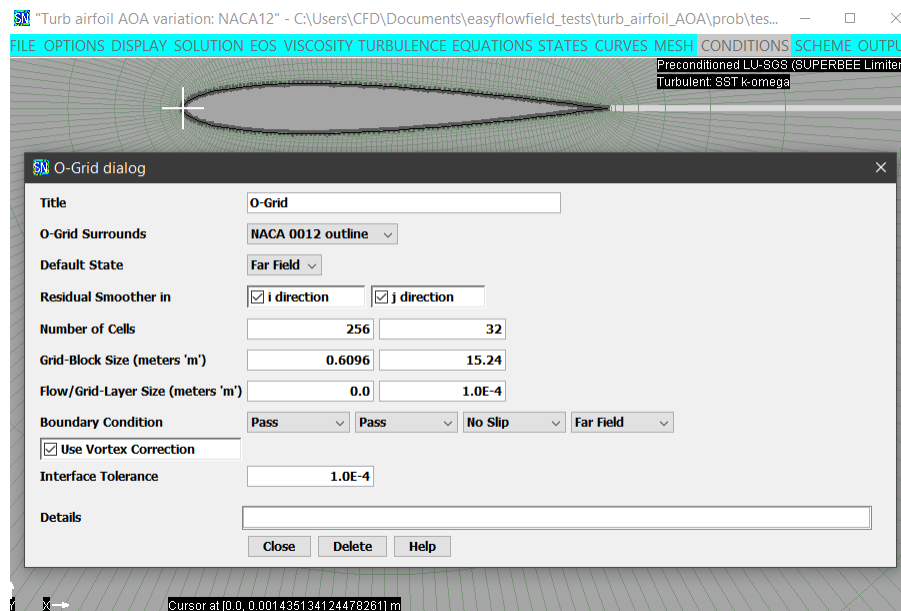 SN "Turb airfoil AOA variation: NACA12" - C:\Users\CFD\Documents\easyflowfield_tests\turb_airfoil_AOA\prob\tes...
FILE OPTIONS DISPLAY SOLUTION EOS VISCOSITY TURBULENCE EQUATIONS STATES CURVES MESH CONDITIONS SCHEME OUTPU
Preconditioned LU-SGS (SUPERBEE Limiter
Turbulent: SST k-omega
SN O-Grid dialog
Title O-Grid
O-Grid Surrounds NACA 0012 outline
Default State Far Field
Residual Smoother in i direction j direction
Number of Cells 256 32
Grid-Block Size (meters 'm') 0.6096 15.24
Flow/Grid-Layer Size (meters 'm') 0.0 1.0E-4
Boundary Condition Pass Pass No Slip Far Field
Use Vortex Correction
Interface Tolerance 1.0E-4
Details
Close Delete Help
Y X Cursor at [0.0, 0.001435134124478261] m